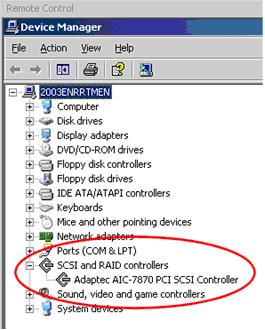 Remote Control
Device Manager
File Action View Help
2003ENRRTMEN
Computer
Disk drives
Display adapters
DVD/CD-ROM drives
Floppy disk controllers
Floppy disk drives
IDE ATA/ATAPI controllers
Keyboards
Mice and other pointing devices
Network adapters
Ports (COM & LPT)
SCSI and RAID controllers
Adaptec AIC-7870 PCI SCSI Controller
Sound, video and game controllers
System devices